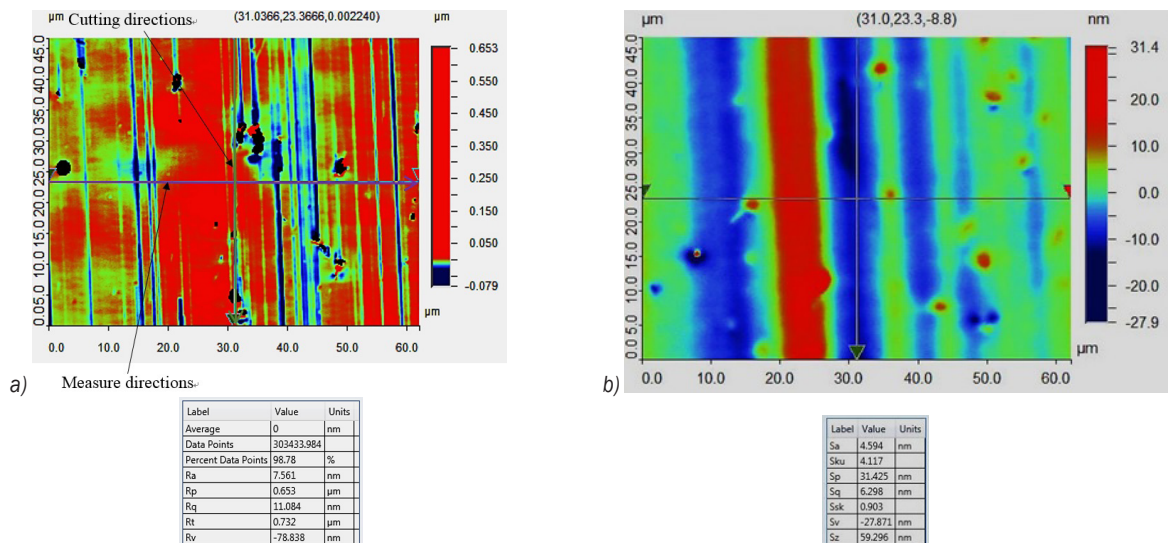 Cutting directions
µm (31.0366,23.3666,0.002240) µm
0.653
0.550
0.450
0.350
0.250
0.150
0.050
-0.079
µm
0.0 5.0 10.0 15.0 20.0 25.0 30.0 35.0 40.0 45.0
0.0 10.0 20.0 30.0 40.0 50.0 60.0
Measure directions
a)
µm (31.0,23.3,-8.8) nm
31.4
20.0
10.0
0.0
-10.0
-20.0
-27.9
µm
0.0 5.0 10.0 15.0 20.0 25.0 30.0 35.0 40.0 45.0
0.0 10.0 20.0 30.0 40.0 50.0 60.0
b)
Label Value Units
Average 0 nm
Data Points 303433.984
Percent Data Points 98.78 %
Ra 7.561 nm
Rp 0.653 µm
Rq 11.084 nm
Rt 0.732 µm
Rv -78.838 nm
Label Value Units
Sa 4.594 nm
Sku 4.117
Sp 31.425 nm
Sq 6.298 nm
Ssk 0.903
Sv -27.871 nm
Sz 59.296 nm